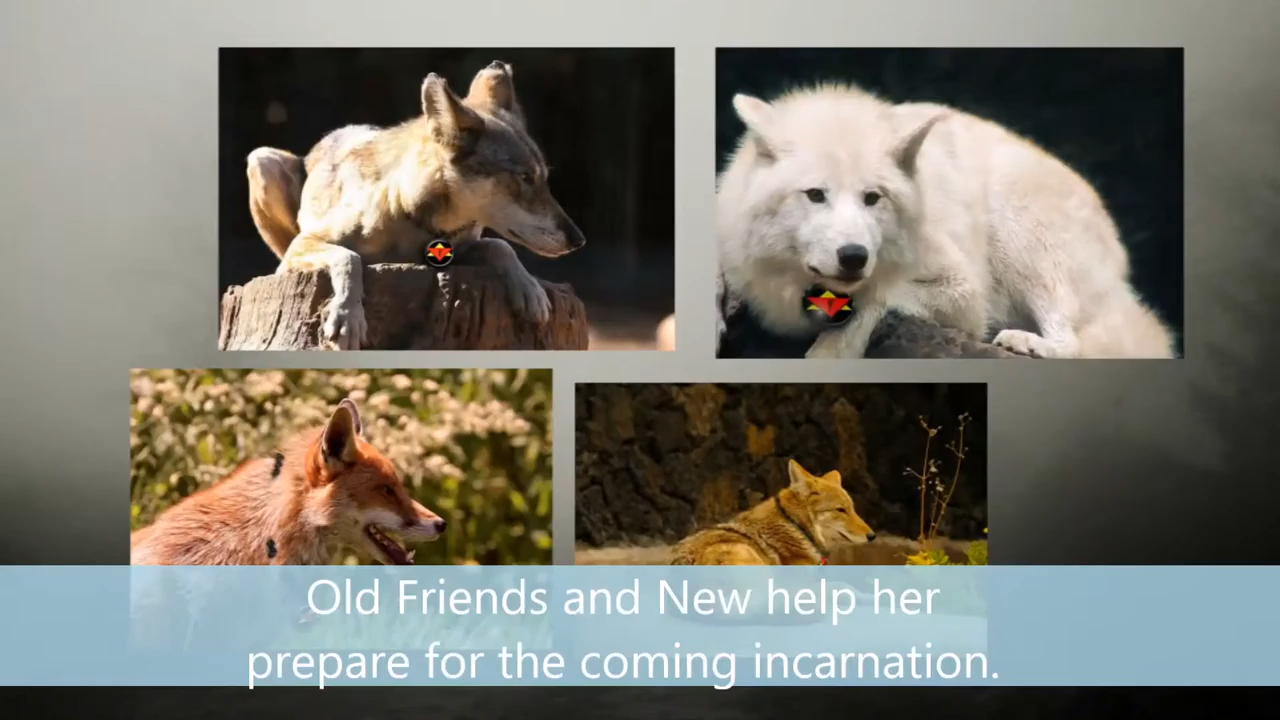 Old Friends and New help her
prepare for the coming incarnation.